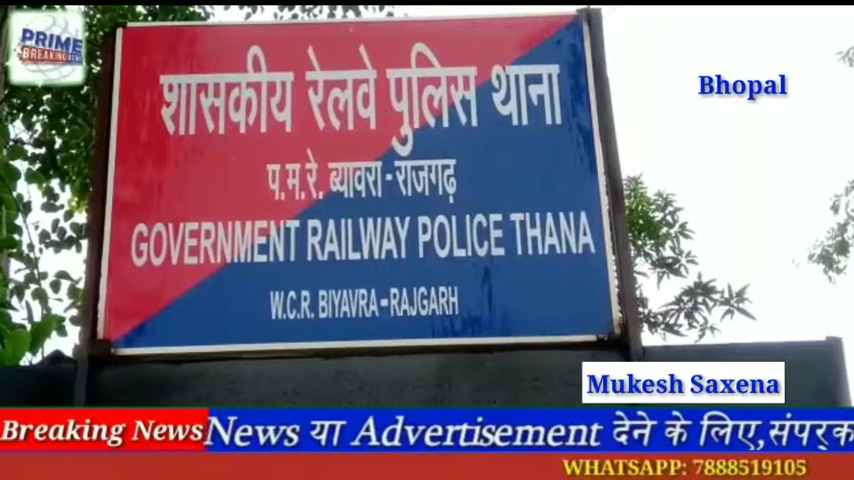 PRIME
BREAKING NEWS
Bhopal
शासकीय रेलवे पुलिस थाना
प.म.रे. ब्यावरा-राजगढ़
GOVERNMENT RAILWAY POLICE THANA
W.C.R. BIYAVRA-RAJGARH
Mukesh Saxena
Breaking News
News या Advertisement देने के लिए,संपर्क
WHATSAPP: 7888519105